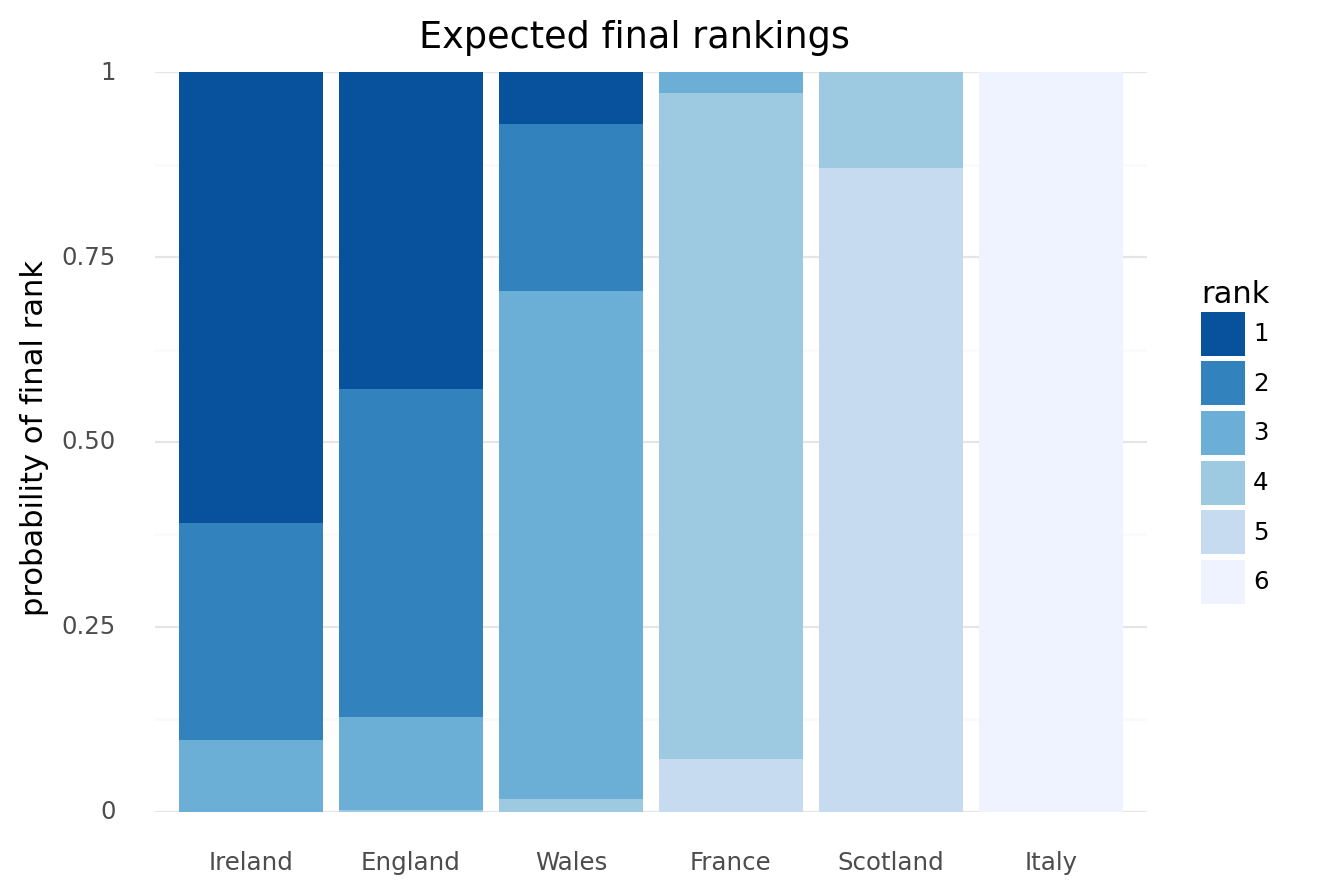 Expected final rankings
probability of final rank
1
0.75
0.50
0.25
0
Ireland England Wales France Scotland Italy
rank
1
2
3
4
5
6